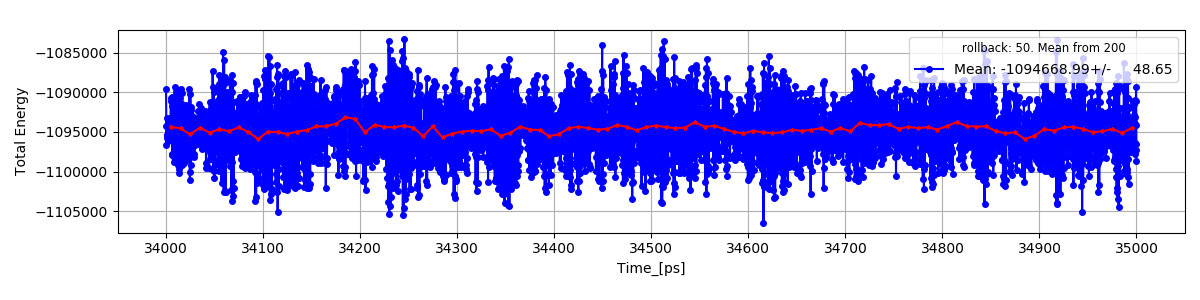 rollback: 50. Mean from 200
Mean: -1094668.99+/-     48.65
Total Energy
−1085000
−1090000
−1095000
−1100000
−1105000
34000 34100 34200 34300 34400 34500 34600 34700 34800 34900 35000
Time_[ps]